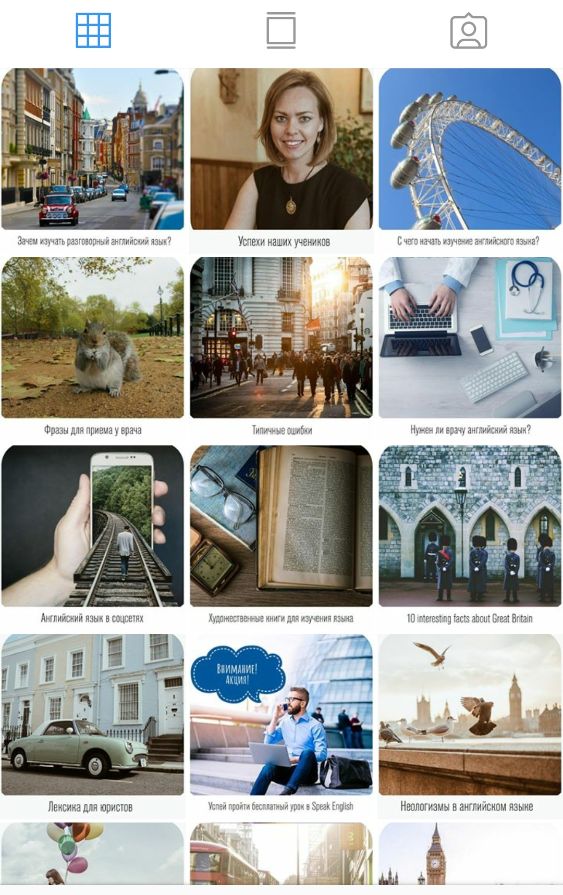 Зачем изучать разговорный английский язык?
Успехи наших учеников
С чего начать изучение английского языка?
Фразы для приема у врача
Типичные ошибки
Нужен ли врачу английский язык?
Английский язык в соцсетях
Художественные книги для изучения языка
10 interesting facts about Great Britain
Внимание!
Акция!
Лексика для юристов
Успей пройти бесплатный урок в Speak English
Неологизмы в английском языке